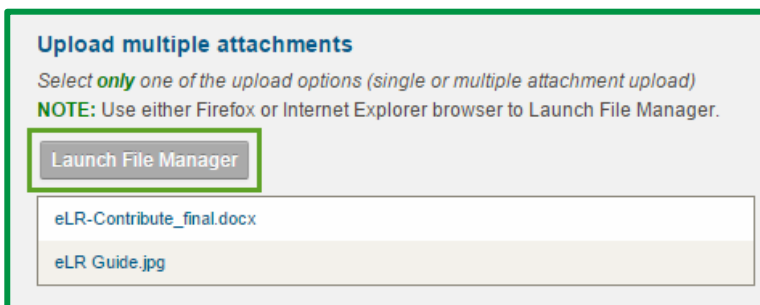 Upload multiple attachments
Select only one of the upload options (single or multiple attachment upload)
NOTE: Use either Firefox or Internet Explorer browser to Launch File Manager.
Launch File Manager
eLR-Contribute_final.docx
eLR Guide.jpg